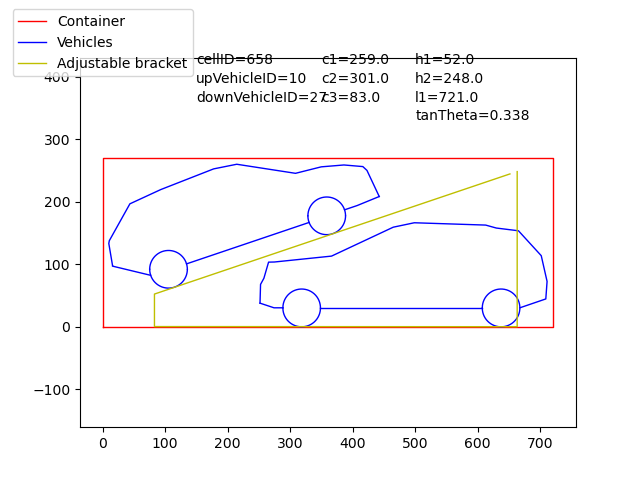 Container
Vehicles
Adjustable bracket
cellID=658 c1=259.0 h1=52.0
upVehicleID=10 c2=301.0 h2=248.0
downVehicleID=27 c3=83.0 l1=721.0
tanTheta=0.338
400
300
200
100
0
−100
0 100 200 300 400 500 600 700